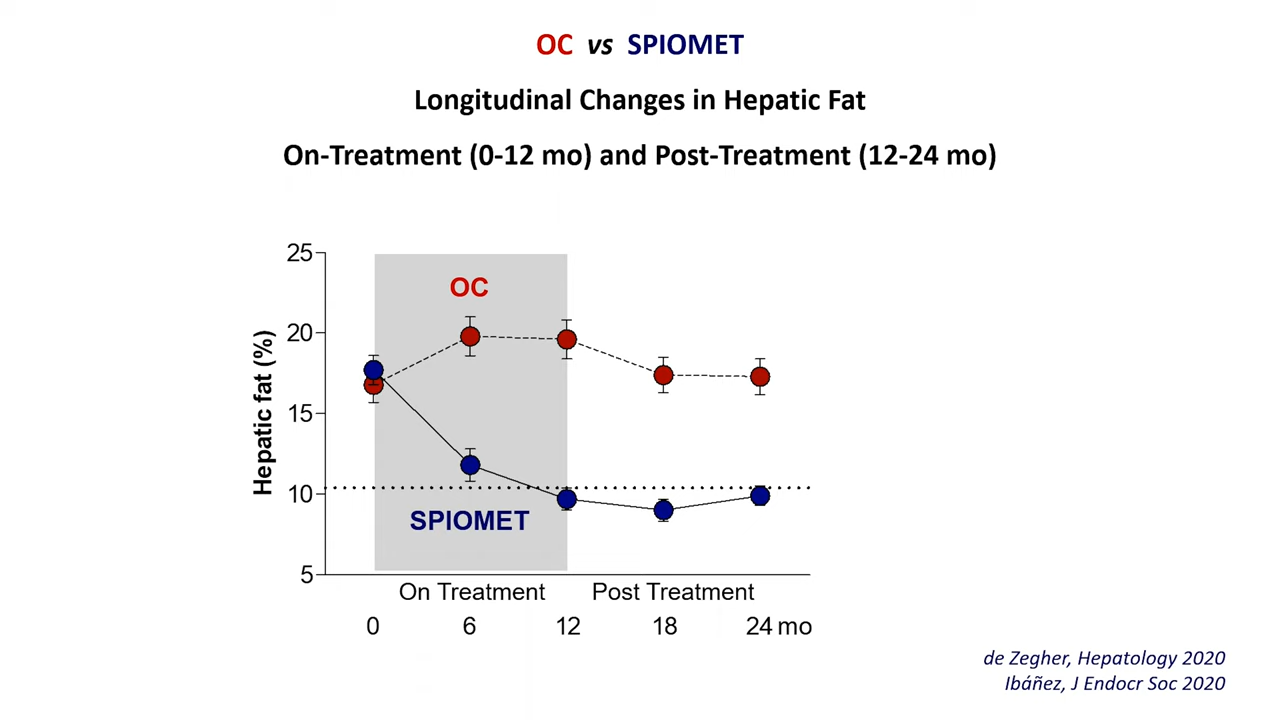 OC vs SPIOMET
Longitudinal Changes in Hepatic Fat
On-Treatment (0-12 mo) and Post-Treatment (12-24 mo)
25
20
15
10
5
Hepatic fat (%)
OC
SPIOMET
On Treatment Post Treatment
0 6 12 18 24 mo
de Zegher, Hepatology 2020
Ibáñez, J Endocr Soc 2020